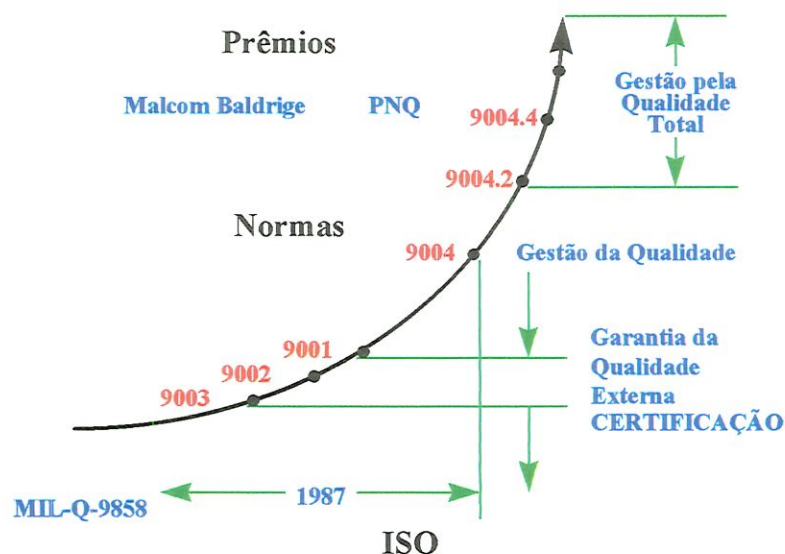 Prêmios
Malcom Baldrige
PNQ
Gestão pela
Qualidade
Total
9004.4
9004.2
Normas
9004
Gestão da Qualidade
9001
9002
9003
Garantia da
Qualidade
Externa
CERTIFICAÇÃO
1987
MIL-Q-9858
ISO